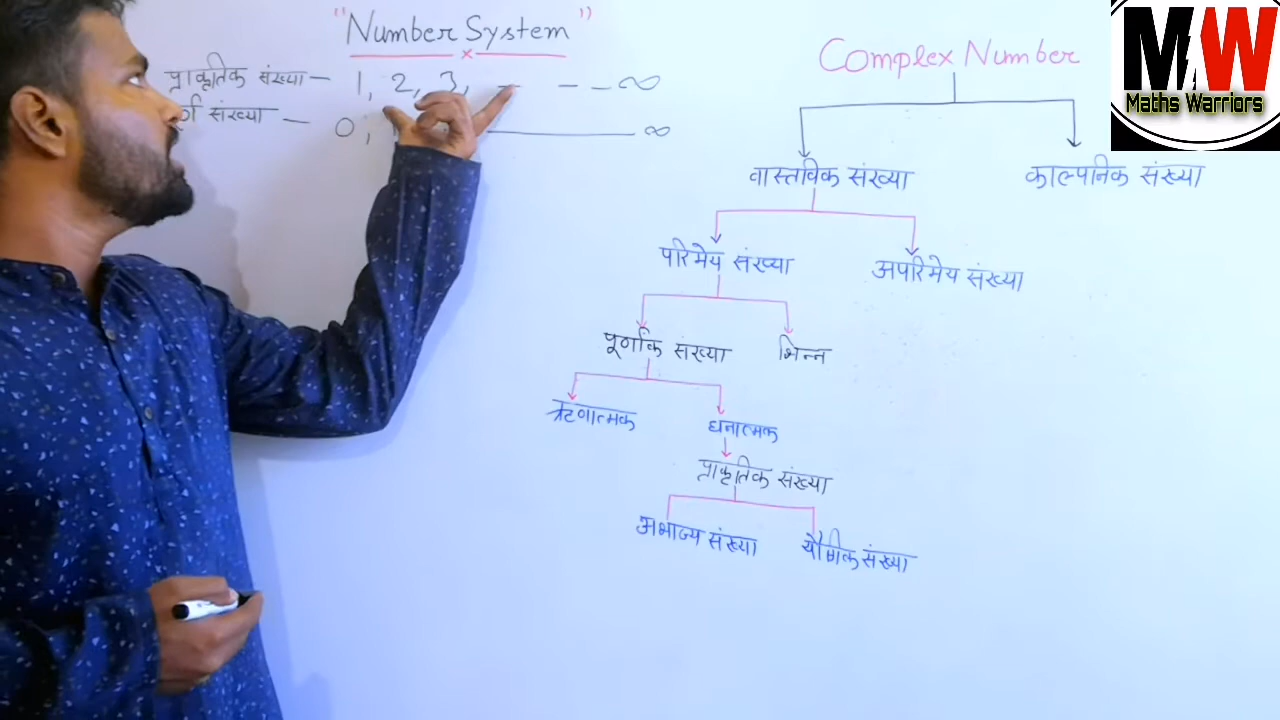 "Number System"
प्राकृतिक संख्या — 1, 2, 3, – – – ∞
संख्या — 0, ∞
Complex Number
वास्तविक संख्या काल्पनिक संख्या
परिमेय संख्या अपरिमेय संख्या
पूर्णांक संख्या भिन्न
ऋणात्मक धनात्मक
प्राकृतिक संख्या
अभाज्य संख्या यौगिक संख्या
MW
Maths Warriors